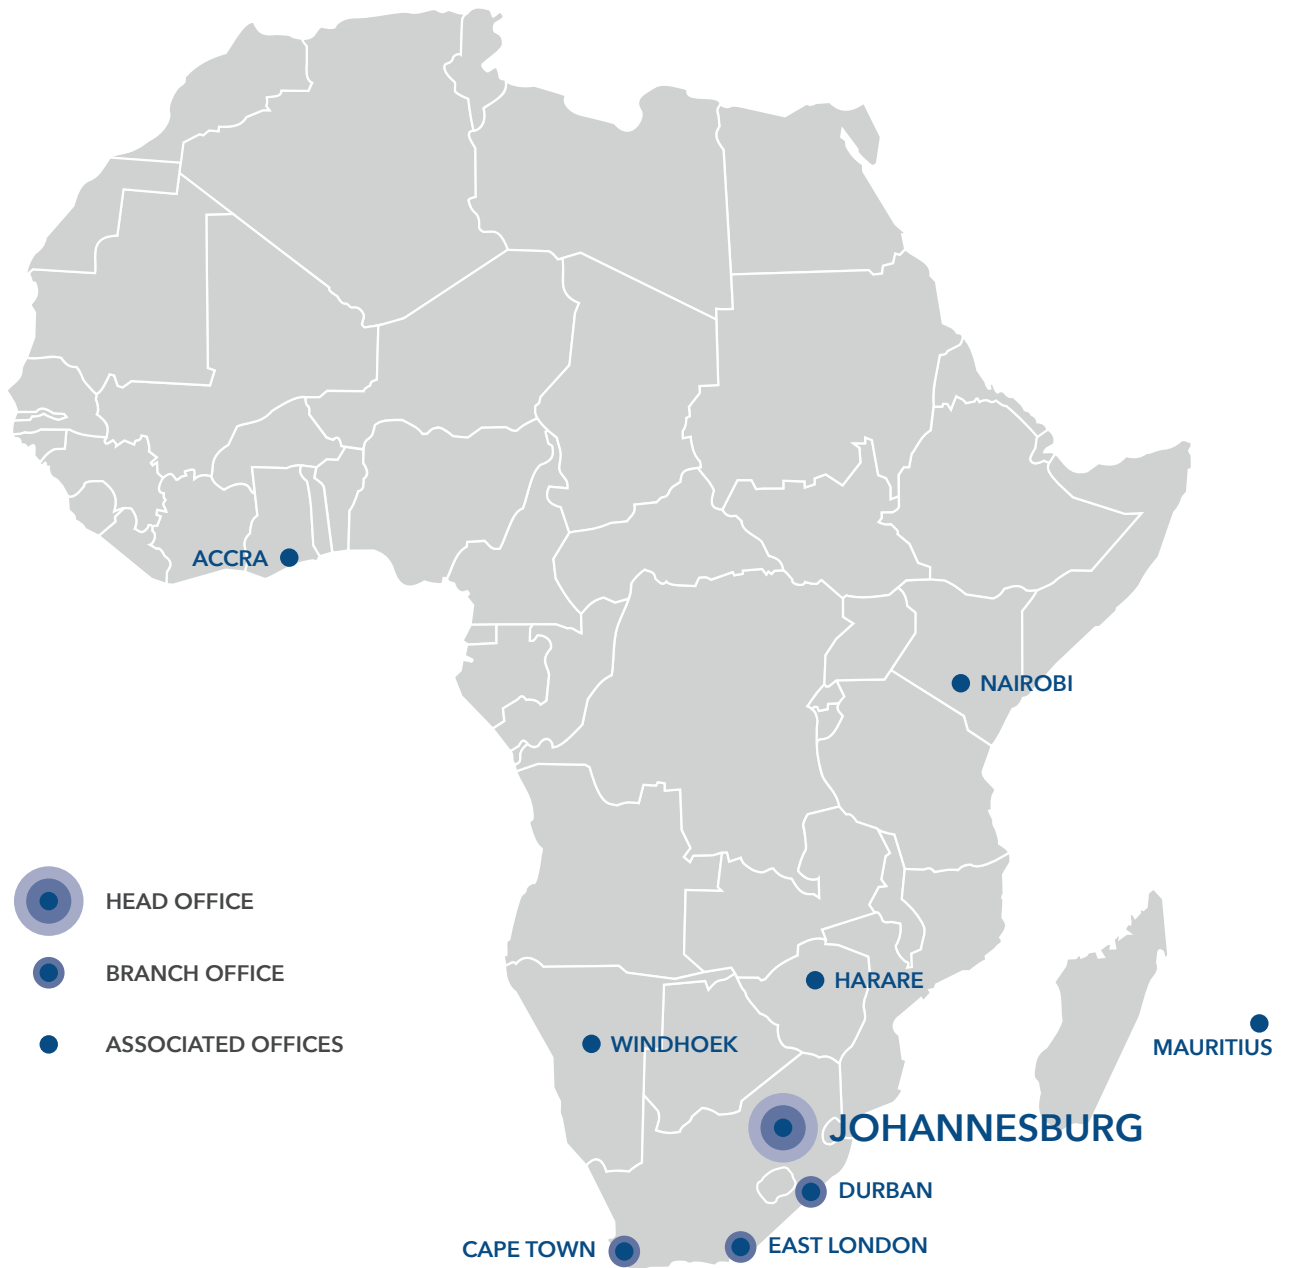 ACCRA
NAIROBI
HEAD OFFICE
BRANCH OFFICE
HARARE
ASSOCIATED OFFICES
WINDHOEK
MAURITIUS
JOHANNESBURG
DURBAN
CAPE TOWN
EAST LONDON